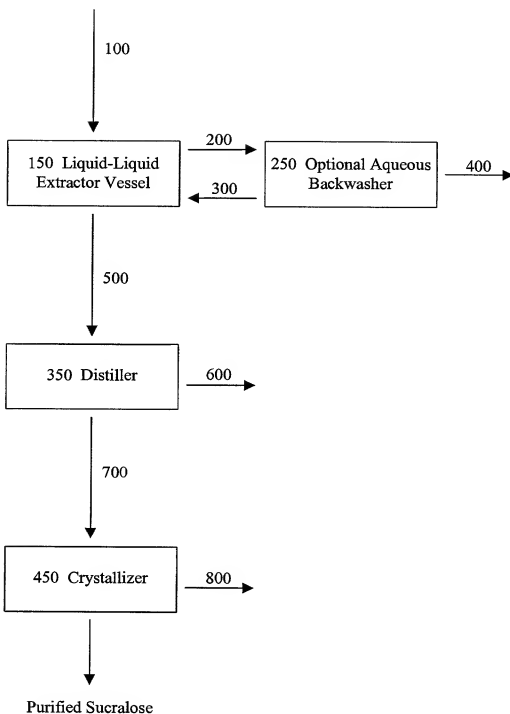 100
200
150 Liquid-Liquid
Extractor Vessel
250 Optional Aqueous
Backwasher
400
300
500
350 Distiller
600
700
450 Crystallizer
800
Purified Sucralose